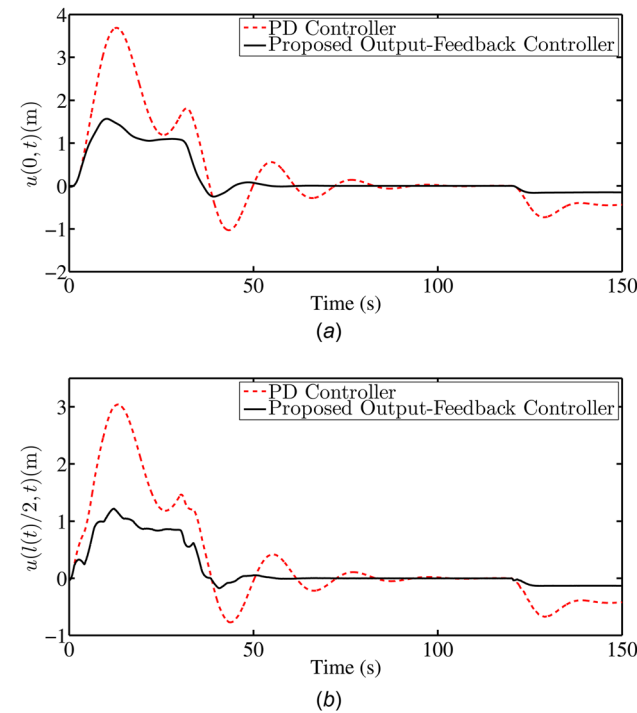 4
3
2
1
0
−1
−2
u(0, t)(m)
PD Controller
Proposed Output-Feedback Controller
0
50
100
150
Time (s)
(a)
3
2
1
0
−1
u(l(t)/2, t)(m)
PD Controller
Proposed Output-Feedback Controller
0
50
100
150
Time (s)
(b)